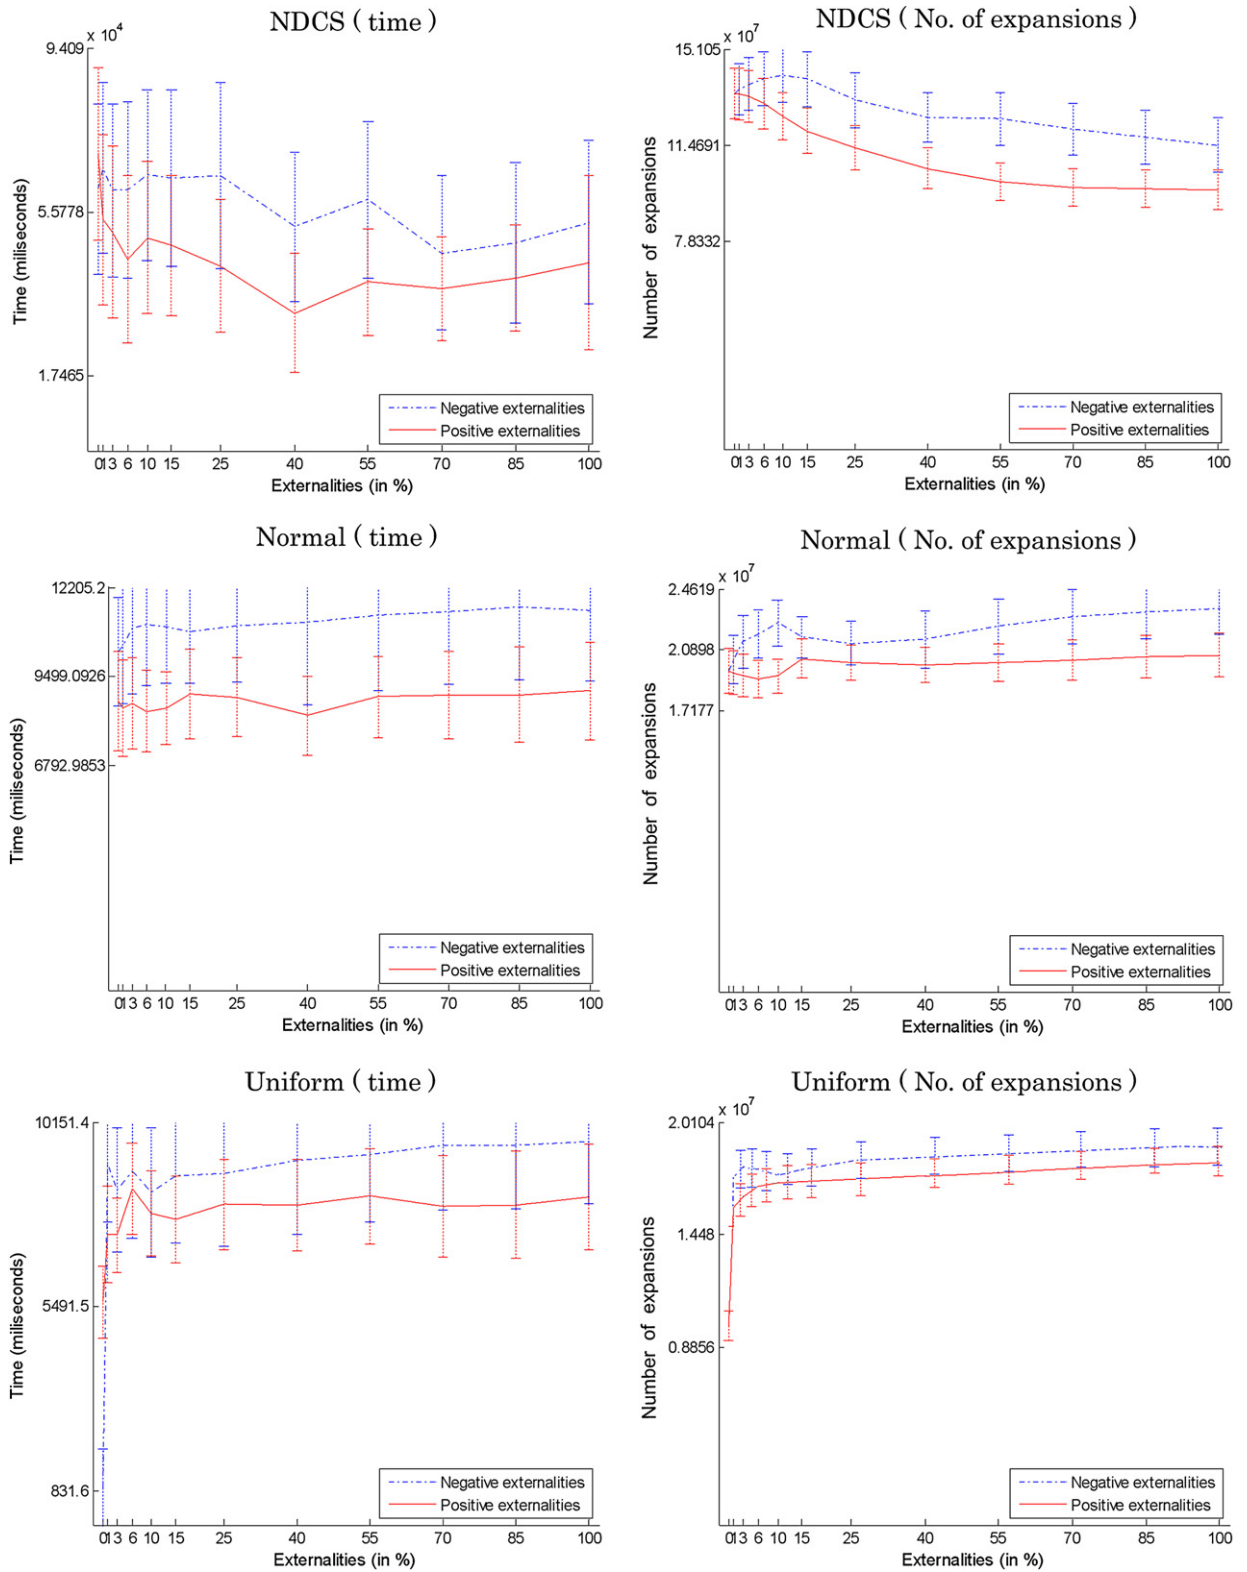 NDCS ( time )
x 10^4
9.409
5.5778
1.7465
Time (miliseconds)
Negative externalities
Positive externalities
0 1 3 6 10 15 25 40 55 70 85 100
Externalities (in %)
NDCS ( No. of expansions )
x 10^7
15.105
11.4691
7.8332
Number of expansions
Negative externalities
Positive externalities
0 1 3 6 10 15 25 40 55 70 85 100
Externalities (in %)
Normal ( time )
12205.2
9499.0926
6792.9853
Time (miliseconds)
Negative externalities
Positive externalities
0 1 3 6 10 15 25 40 55 70 85 100
Externalities (in %)
Normal ( No. of expansions )
x 10^7
2.4619
2.0898
1.7177
Number of expansions
Negative externalities
Positive externalities
0 1 3 6 10 15 25 40 55 70 85 100
Externalities (in %)
Uniform ( time )
10151.4
5491.5
831.6
Time (miliseconds)
Negative externalities
Positive externalities
0 1 3 6 10 15 25 40 55 70 85 100
Externalities (in %)
Uniform ( No. of expansions )
x 10^7
2.0104
1.448
0.8856
Number of expansions
Negative externalities
Positive externalities
0 1 3 6 10 15 25 40 55 70 85 100
Externalities (in %)